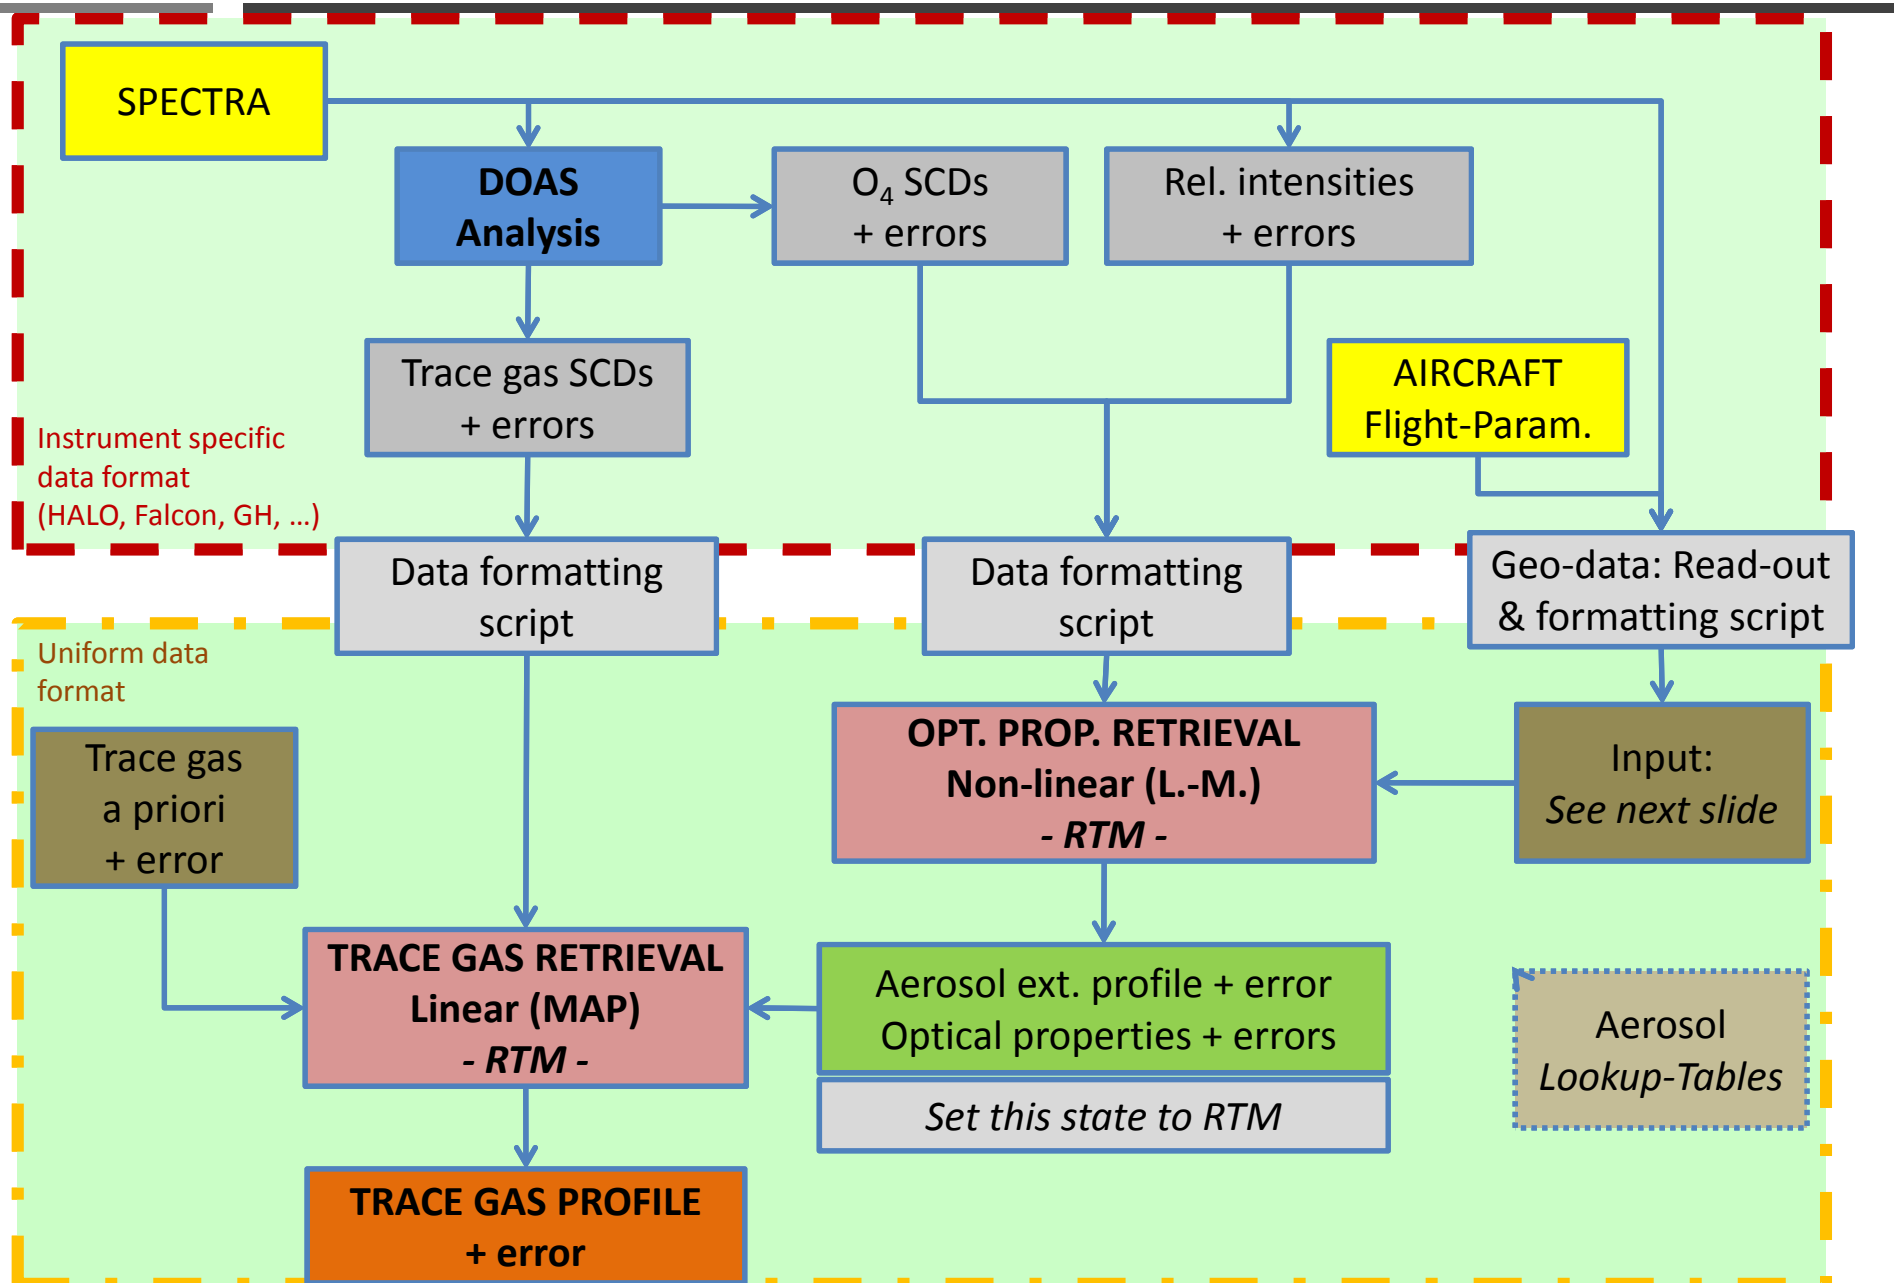 SPECTRA
DOAS
Analysis
O₄ SCDs
+ errors
Rel. intensities
+ errors
Trace gas SCDs
+ errors
AIRCRAFT
Flight-Param.
Instrument specific
data format
(HALO, Falcon, GH, ...)
Data formatting
script
Data formatting
script
Geo-data: Read-out
& formatting script
Uniform data
format
Trace gas
a priori
+ error
OPT. PROP. RETRIEVAL
Non-linear (L.-M.)
- RTM -
Input:
See next slide
TRACE GAS RETRIEVAL
Linear (MAP)
- RTM -
Aerosol ext. profile + error
Optical properties + errors
Set this state to RTM
Aerosol
Lookup-Tables
TRACE GAS PROFILE
+ error